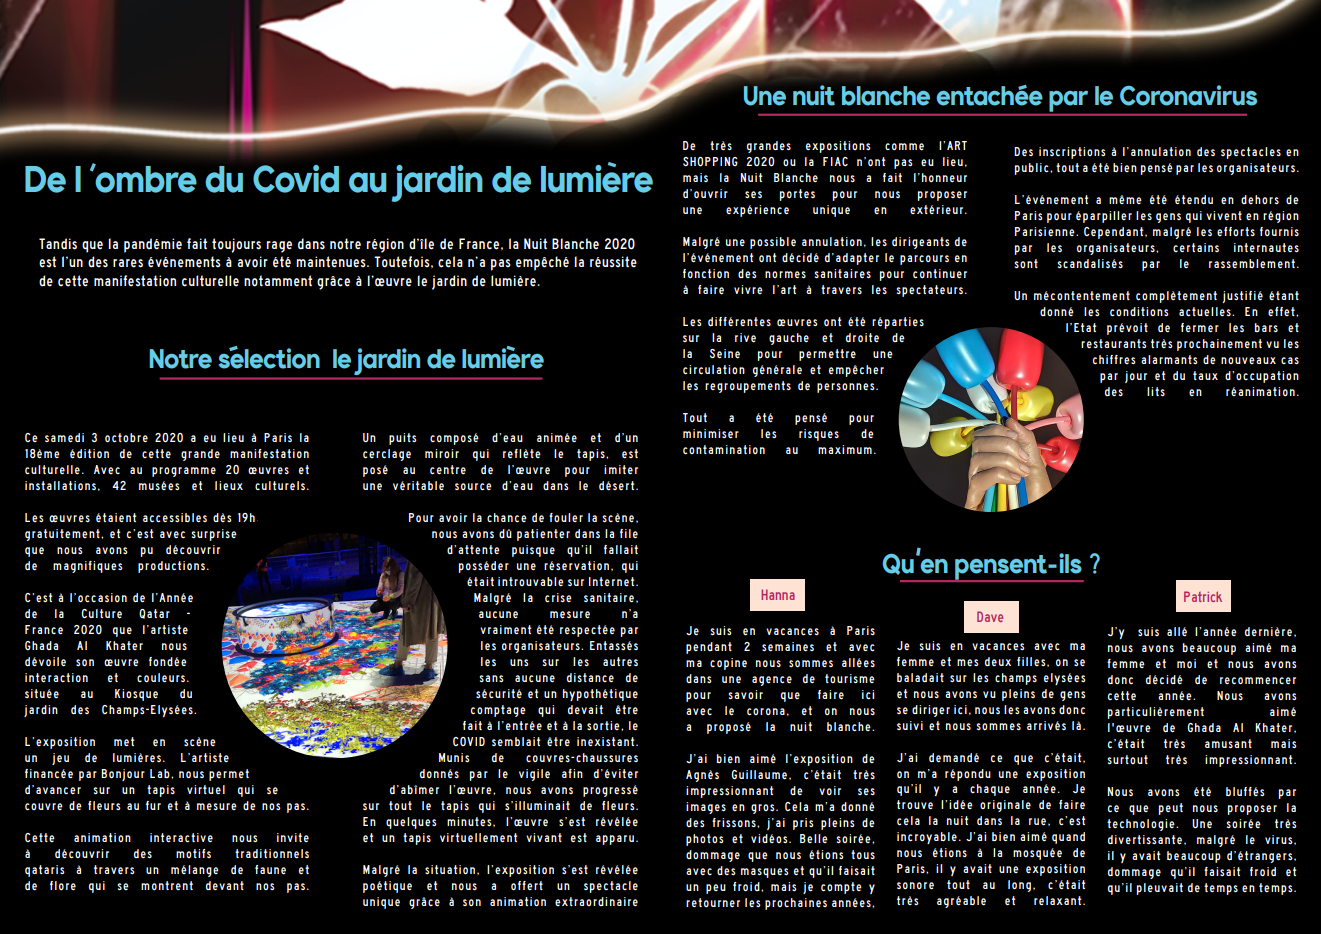 De l ‘ombre du Covid au jardin de lumière
Tandis que la pandémie fait toujours rage dans notre région d'île de France, la Nuit Blanche 2020
est l'un des rares événements à avoir été maintenues. Toutefois, cela n'a pas empêché la réussite
de cette manifestation culturelle notamment grâce à l'œuvre le jardin de lumière.
Notre sélection le jardin de lumière
Ce samedi 3 octobre 2020 a eu lieu à Paris la
18ème édition de cette grande manifestation
culturelle. Avec au programme 20 œuvres et
installations, 42 musées et lieux culturels.
Les œuvres étaient accessibles dès 19h
gratuitement, et c'est avec surprise
que nous avons pu découvrir
de magnifiques productions.
C'est à l'occasion de l'Année
de la Culture Qatar -
France 2020 que l'artiste
Ghada Al Khater nous
dévoile son œuvre fondée
interaction et couleurs.
située au Kiosque du
jardin des Champs-Elysées.
L'exposition met en scène
un jeu de lumières. L'artiste
financée par Bonjour Lab, nous permet
d'avancer sur un tapis virtuel qui se
couvre de fleurs au fur et à mesure de nos pas.
Cette animation interactive nous invite
à découvrir des motifs traditionnels
qataris à travers un mélange de faune et
de flore qui se montrent devant nos pas.
Un puits composé d'eau animée et d'un
cerclage miroir qui reflète le tapis, est
posé au centre de l'œuvre pour imiter
une véritable source d'eau dans le désert.
Pour avoir la chance de fouler la scène,
nous avons dû patienter dans la file
d'attente puisque qu'il fallait
posséder une réservation, qui
était introuvable sur Internet.
Malgré la crise sanitaire,
aucune mesure n'a
vraiment été respectée par
les organisateurs. Entassés
les uns sur les autres
sans aucune distance de
sécurité et un hypothétique
comptage qui devait être
fait à l'entrée et à la sortie, le
COVID semblait être inexistant.
Munis de couvres-chaussures
donnés par le vigile afin d'éviter
d'abîmer l'œuvre, nous avons progressé
sur tout le tapis qui s'illuminait de fleurs.
En quelques minutes, l'œuvre s'est révélée
et un tapis virtuellement vivant est apparu.
Malgré la situation, l'exposition s'est révélée
poétique et nous a offert un spectacle
unique grâce à son animation extraordinaire
Une nuit blanche entachée par le Coronavirus
De très grandes expositions comme l'ART
SHOPPING 2020 ou la FIAC n'ont pas eu lieu,
mais la Nuit Blanche nous a fait l'honneur
d'ouvrir ses portes pour nous proposer
une expérience unique en extérieur.
Malgré une possible annulation, les dirigeants de
l'événement ont décidé d'adapter le parcours en
fonction des normes sanitaires pour continuer
à faire vivre l'art à travers les spectateurs.
Les différentes œuvres ont été réparties
sur la rive gauche et droite de
la Seine pour permettre une
circulation générale et empêcher
les regroupements de personnes.
Tout a été pensé pour
minimiser les risques de
contamination au maximum.
Des inscriptions à l'annulation des spectacles en
public, tout a été bien pensé par les organisateurs.
L'événement a même été étendu en dehors de
Paris pour éparpiller les gens qui vivent en région
Parisienne. Cependant, malgré les efforts fournis
par les organisateurs, certains internautes
sont scandalisés par le rassemblement.
Un mécontentement complètement justifié étant
donné les conditions actuelles. En effet,
l'Etat prévoit de fermer les bars et
restaurants très prochainement vu les
chiffres alarmants de nouveaux cas
par jour et du taux d'occupation
des lits en réanimation.
Qu'en pensent-ils ?
Hanna
Je suis en vacances à Paris
pendant 2 semaines et avec
ma copine nous sommes allées
dans une agence de tourisme
pour savoir que faire ici
avec le corona, et on nous
a proposé la nuit blanche.
J'ai bien aimé l'exposition de
Agnès Guillaume, c'était très
impressionnant de voir ses
images en gros. Cela m'a donné
des frissons, j'ai pris pleins de
photos et vidéos. Belle soirée,
dommage que nous étions tous
avec des masques et qu'il faisait
un peu froid, mais je compte y
retourner les prochaines années,
Dave
Je suis en vacances avec ma
femme et mes deux filles, on se
baladait sur les champs elysées
et nous avons vu pleins de gens
se diriger ici, nous les avons donc
suivi et nous sommes arrivés là.
J'ai demandé ce que c'était,
on m'a répondu une exposition
qu'il y a chaque année. Je
trouve l'idée originale de faire
cela la nuit dans la rue, c'est
incroyable. J'ai bien aimé quand
nous étions à la mosquée de
Paris, il y avait une exposition
sonore tout au long, c'était
très agréable et relaxant.
Patrick
J'y suis allé l'année dernière,
nous avons beaucoup aimé ma
femme et moi et nous avons
donc décidé de recommencer
cette année. Nous avons
particulièrement aimé
l'œuvre de Ghada Al Khater,
c'était très amusant mais
surtout très impressionnant.
Nous avons été bluffés par
ce que peut nous proposer la
technologie. Une soirée très
divertissante, malgré le virus,
il y avait beaucoup d'étrangers,
dommage qu'il faisait froid et
qu'il pleuvait de temps en temps.